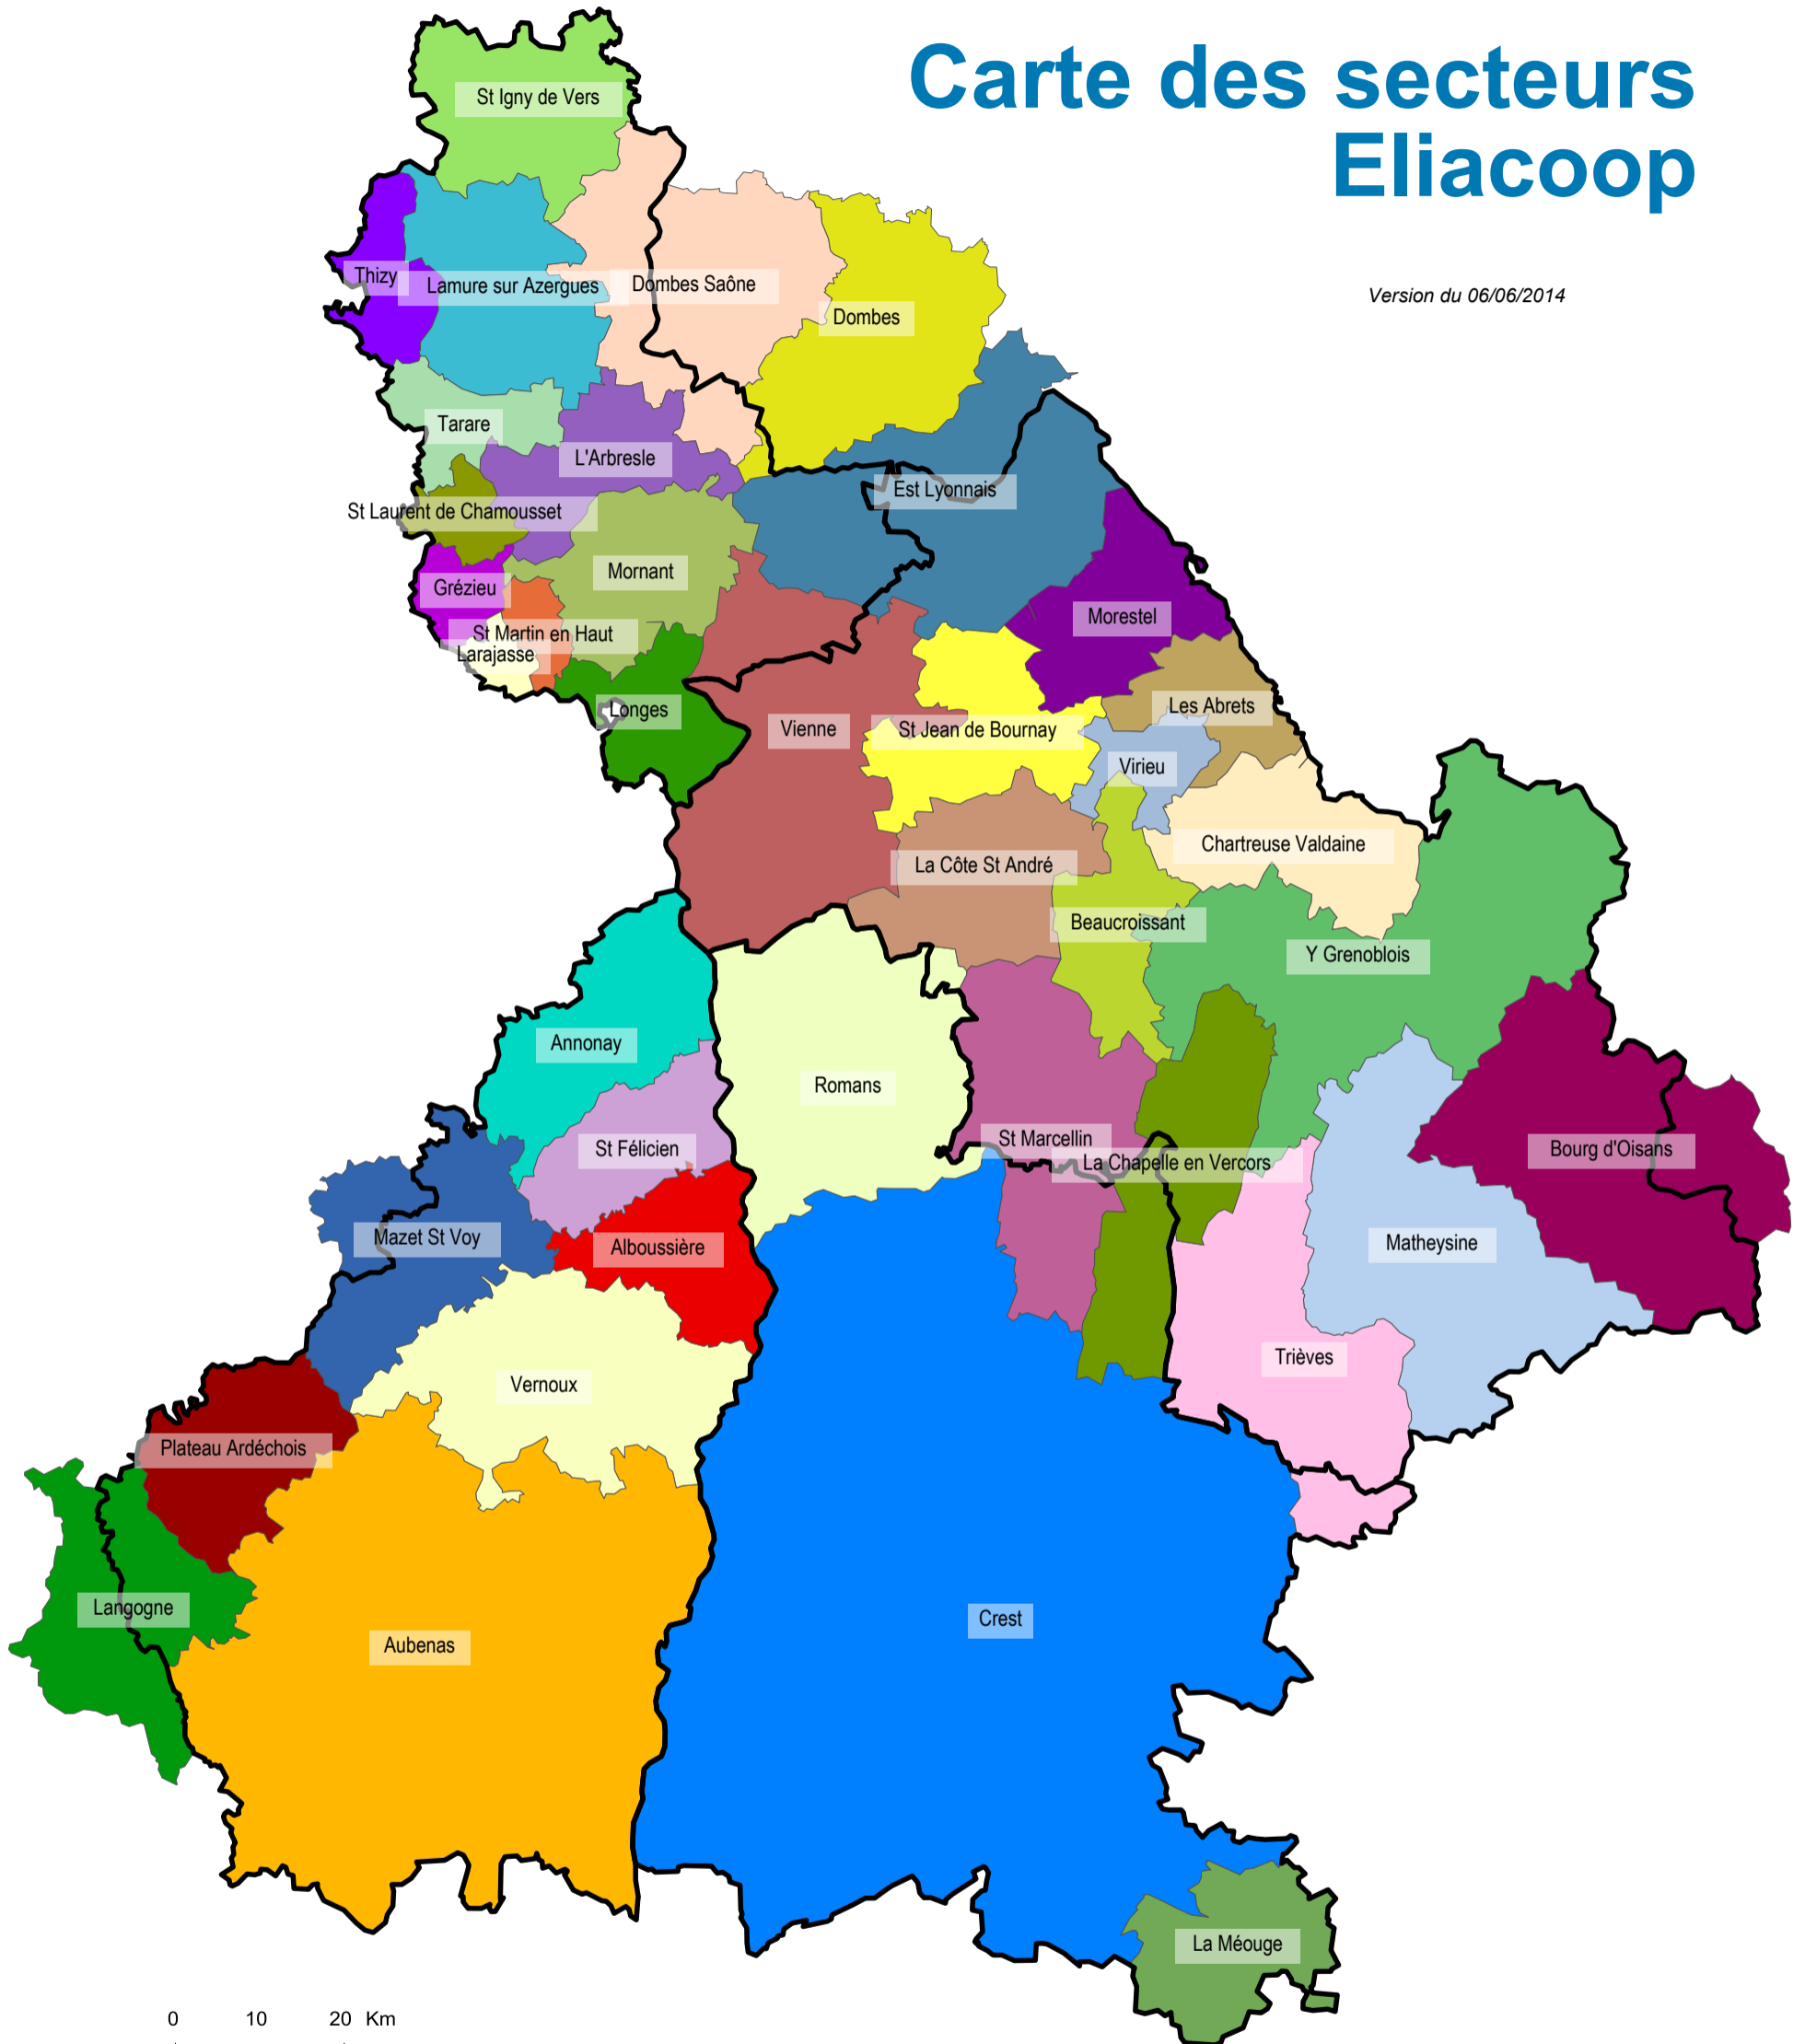 Carte des secteurs
Eliacoop
Version du 06/06/2014
St Igny de Vers
Thizy
Lamure sur Azergues
Dombes Saône
Dombes
Tarare
L'Arbresle
Est Lyonnais
St Laurent de Chamousset
Mornant
Grézieu
Morestel
St Martin en Haut
Larajasse
Longes
Les Abrets
Vienne
St Jean de Bournay
Virieu
Chartreuse Valdaine
La Côte St André
Beaucroissant
Y Grenoblois
Annonay
Romans
St Marcellin
St Félicien
Bourg d'Oisans
La Chapelle en Vercors
Mazet St Voy
Alboussière
Matheysine
Trièves
Vernoux
Plateau Ardéchois
Langogne
Crest
Aubenas
La Méouge
0 10 20 Km